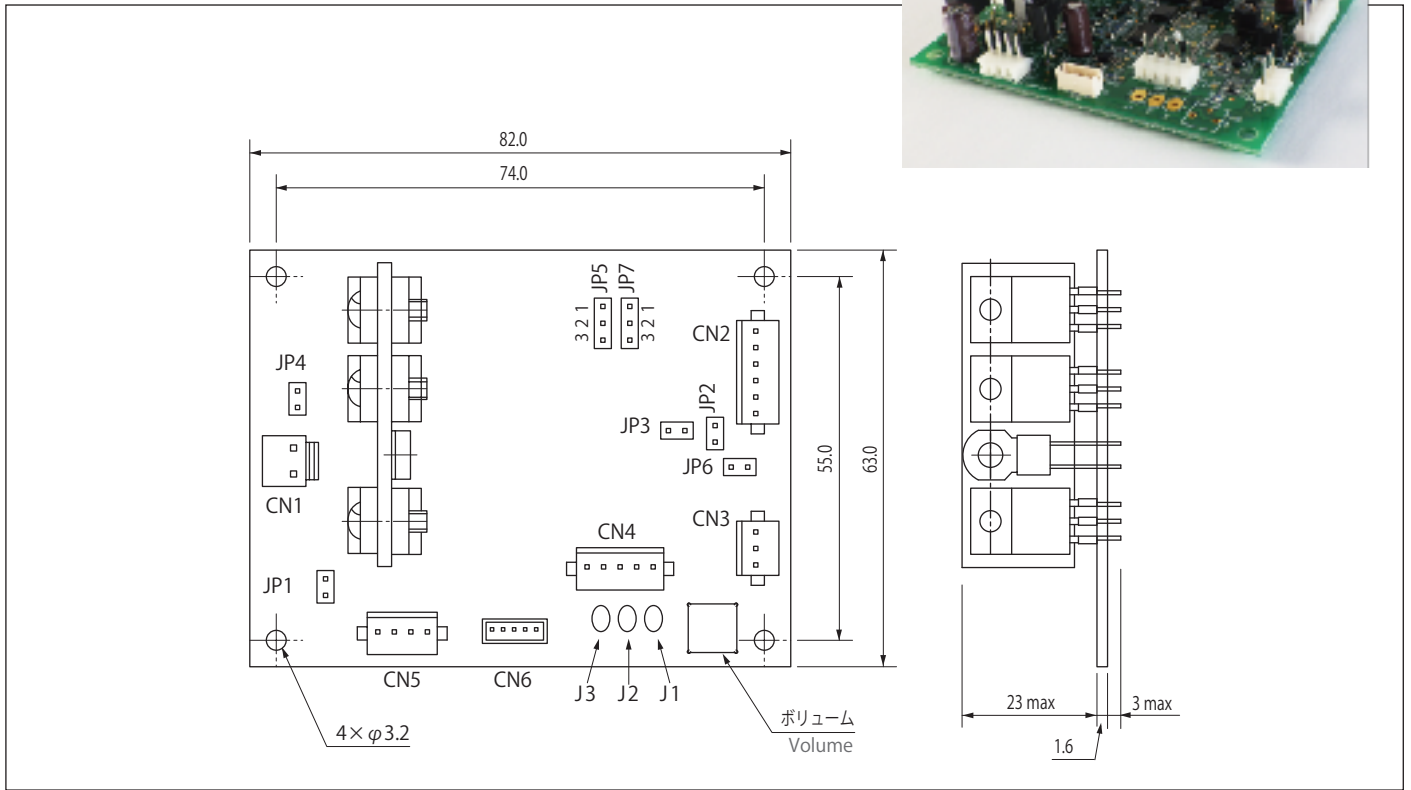 82.0
74.0
JP5
JP7
3 2 1
3 2 1
CN2
JP4
JP2
JP3
JP6
55.0
63.0
CN1
CN3
CN4
JP1
CN5
CN6
J3
J2
J1
4×φ3.2
ボリューム
Volume
23 max
3 max
1.6